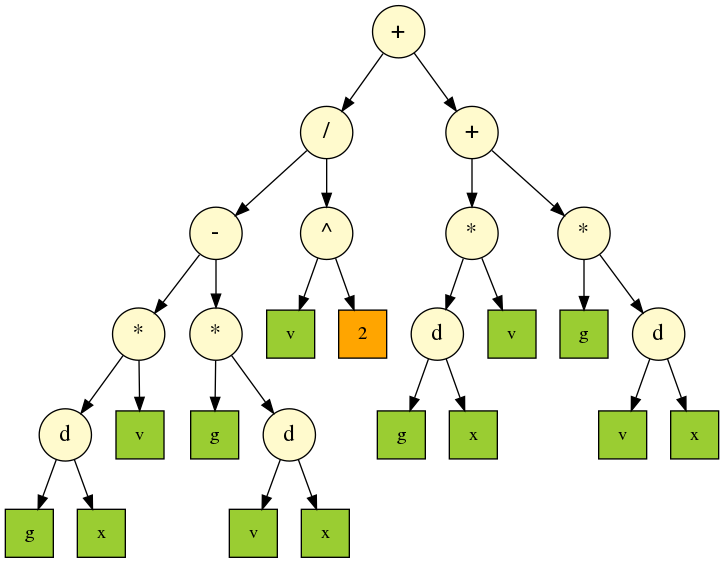 +
/ +
- ^ * *
* * v 2 d v g d
d v g d g x v x
g x v x